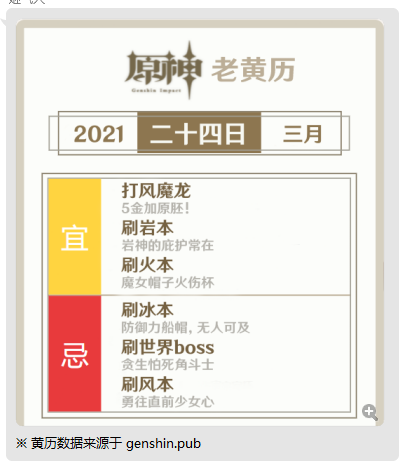 原神 老黄历
Genshin Impact
2021 二十四日 三月
宜
打风魔龙
5金加原胚!
刷岩本
岩神的庇护常在
刷火本
魔女帽子火伤杯
忌
刷冰本
防御力船帽, 无人可及
刷世界boss
贪生怕死角斗士
刷风本
勇往直前少女心
※ 黄历数据来源于 genshin.pub